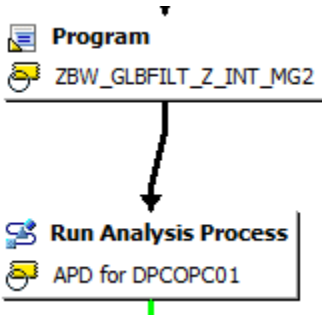 Program
ZBW_GLBFILT_Z_INT_MG2
Run Analysis Process
APD for DPCOPC01